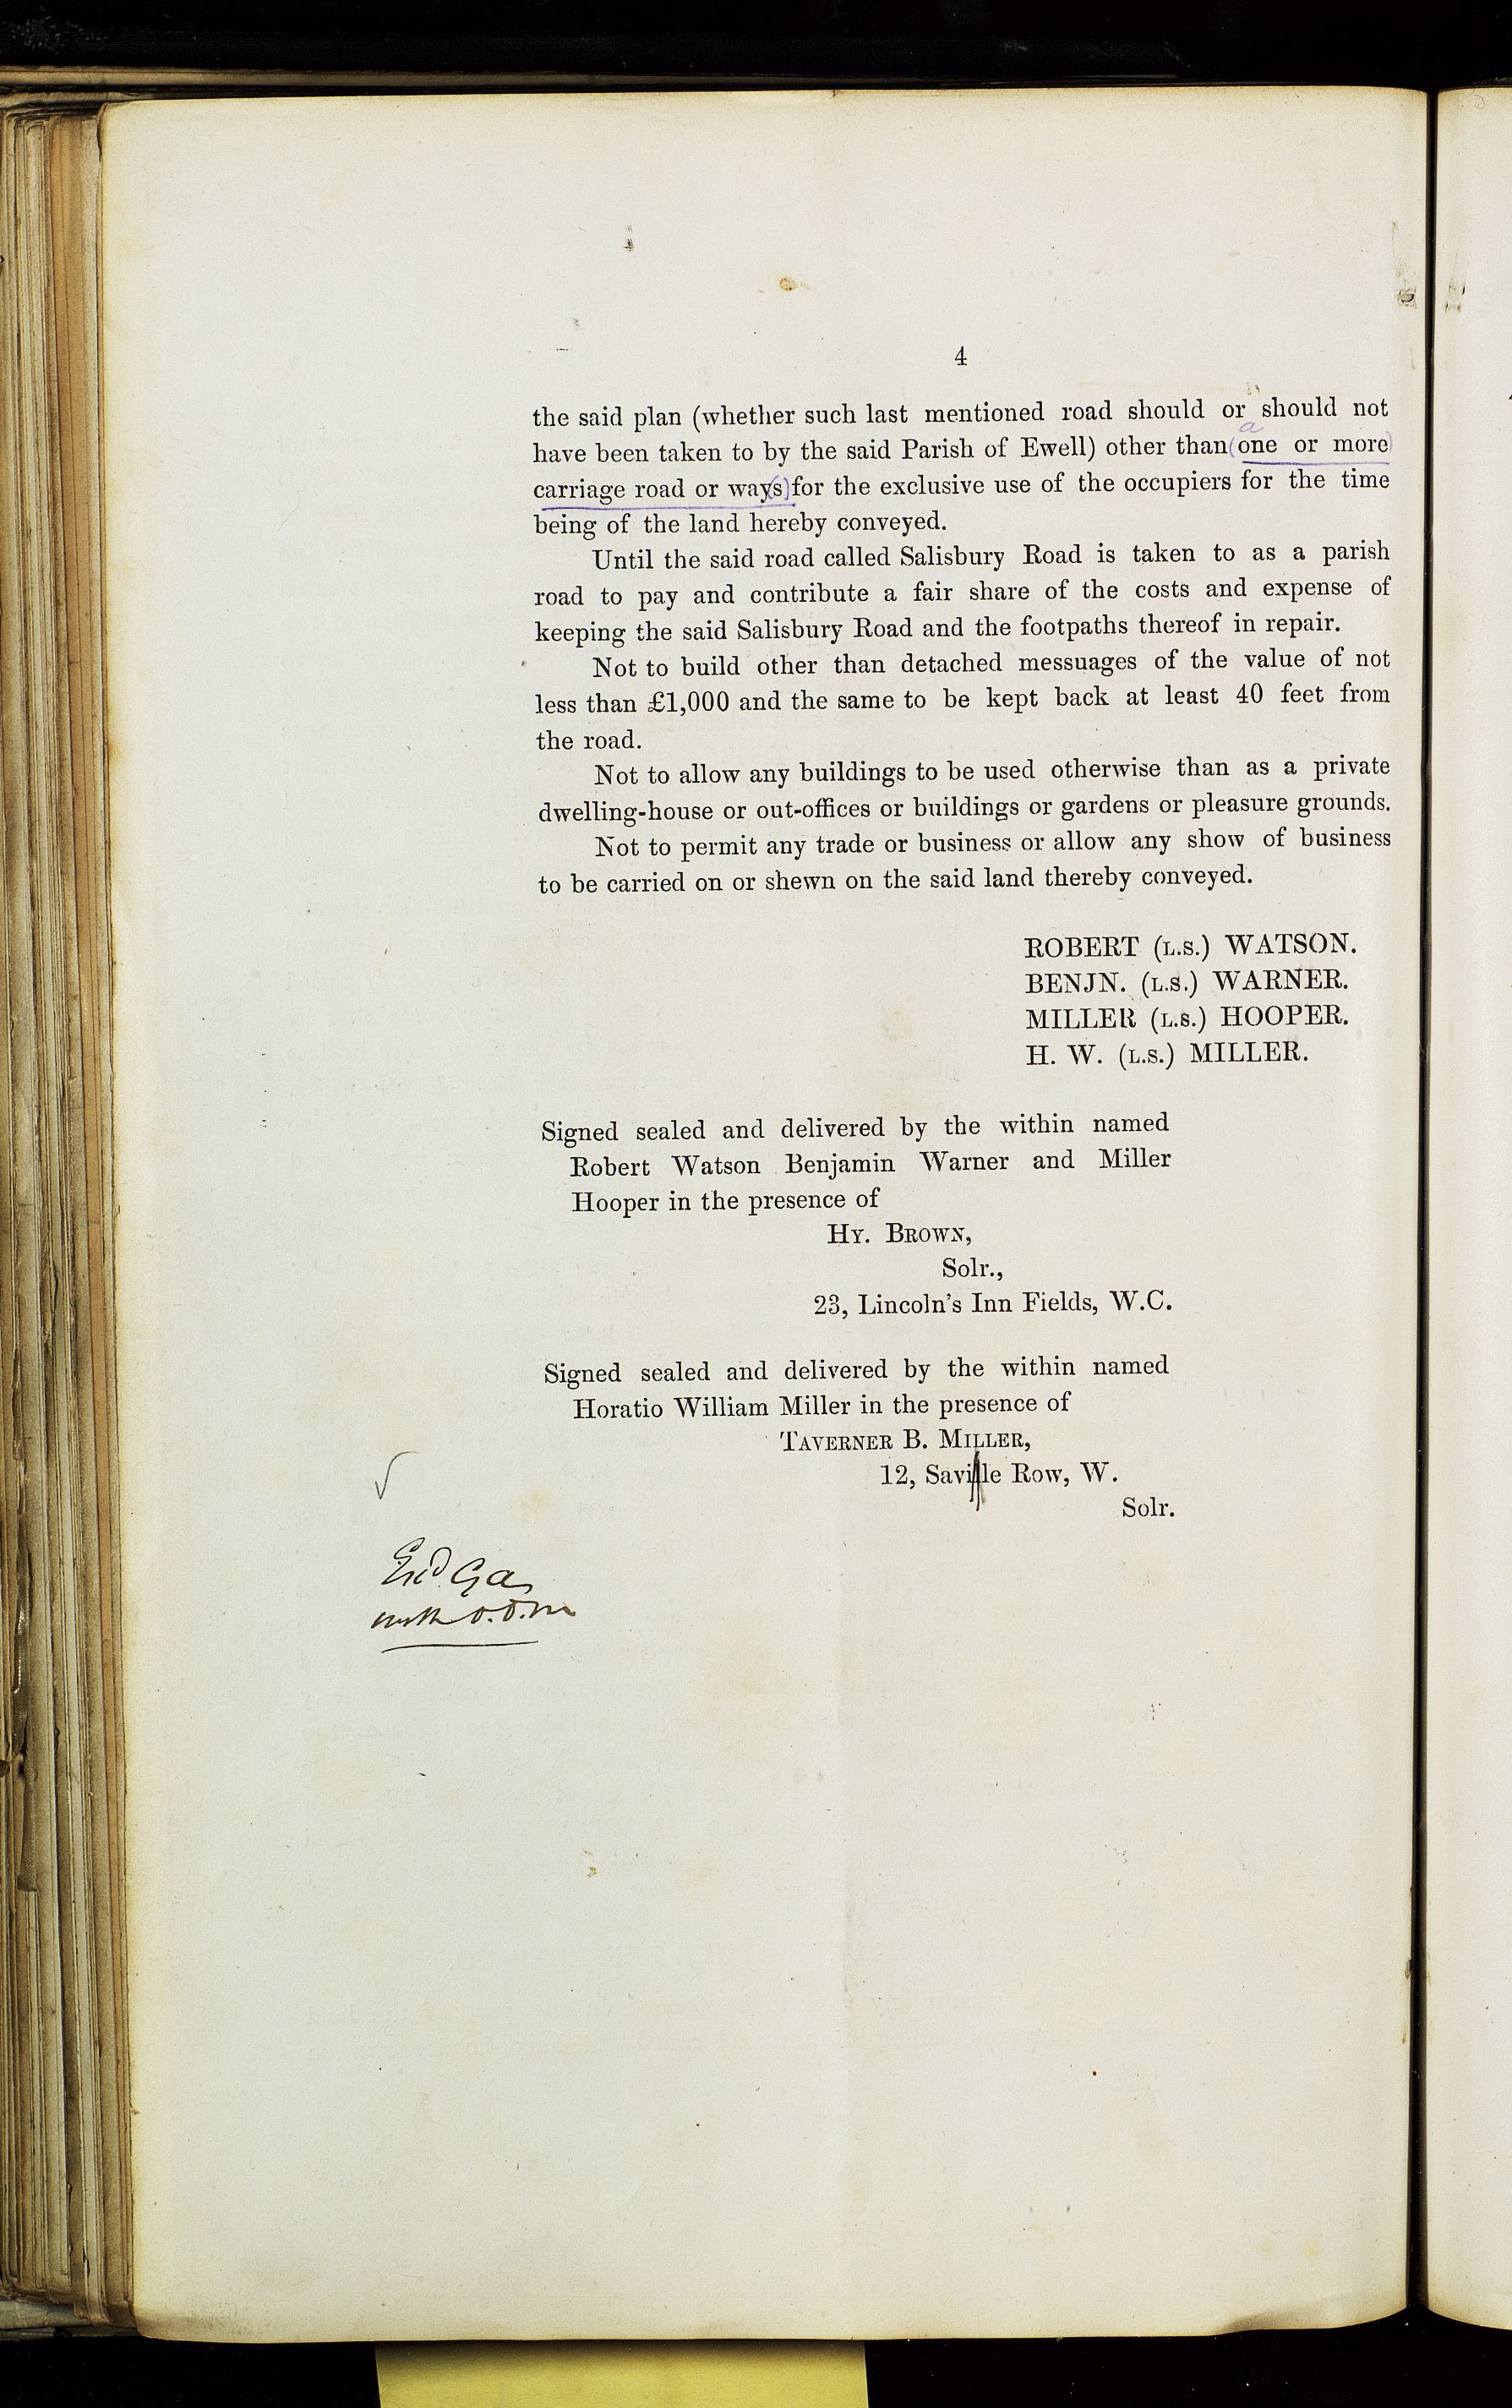 4
the said plan (whether such last mentioned road should or should not
a
have been taken to by the said Parish of Ewell) other than (one or more)
carriage road or way(s) for the exclusive use of the occupiers for the time
being of the land hereby conveyed.
Until the said road called Salisbury Road is taken to as a parish
road to pay and contribute a fair share of the costs and expense of
keeping the said Salisbury Road and the footpaths thereof in repair.
Not to build other than detached messuages of the value of not
less than £1,000 and the same to be kept back at least 40 feet from
the road.
Not to allow any buildings to be used otherwise than as a private
dwelling-house or out-offices or buildings or gardens or pleasure grounds.
Not to permit any trade or business or allow any show of business
to be carried on or shewn on the said land thereby conveyed.
ROBERT (L.S.) WATSON.
BENJN. (L.S.) WARNER.
MILLER (L.S.) HOOPER.
H. W. (L.S.) MILLER.
Signed sealed and delivered by the within named
Robert Watson Benjamin Warner and Miller
Hooper in the presence of
HY. BROWN,
Solr.,
23, Lincoln's Inn Fields, W.C.
Signed sealed and delivered by the within named
Horatio William Miller in the presence of
TAVERNER B. MILLER,
12, Saville Row, W.
Solr.